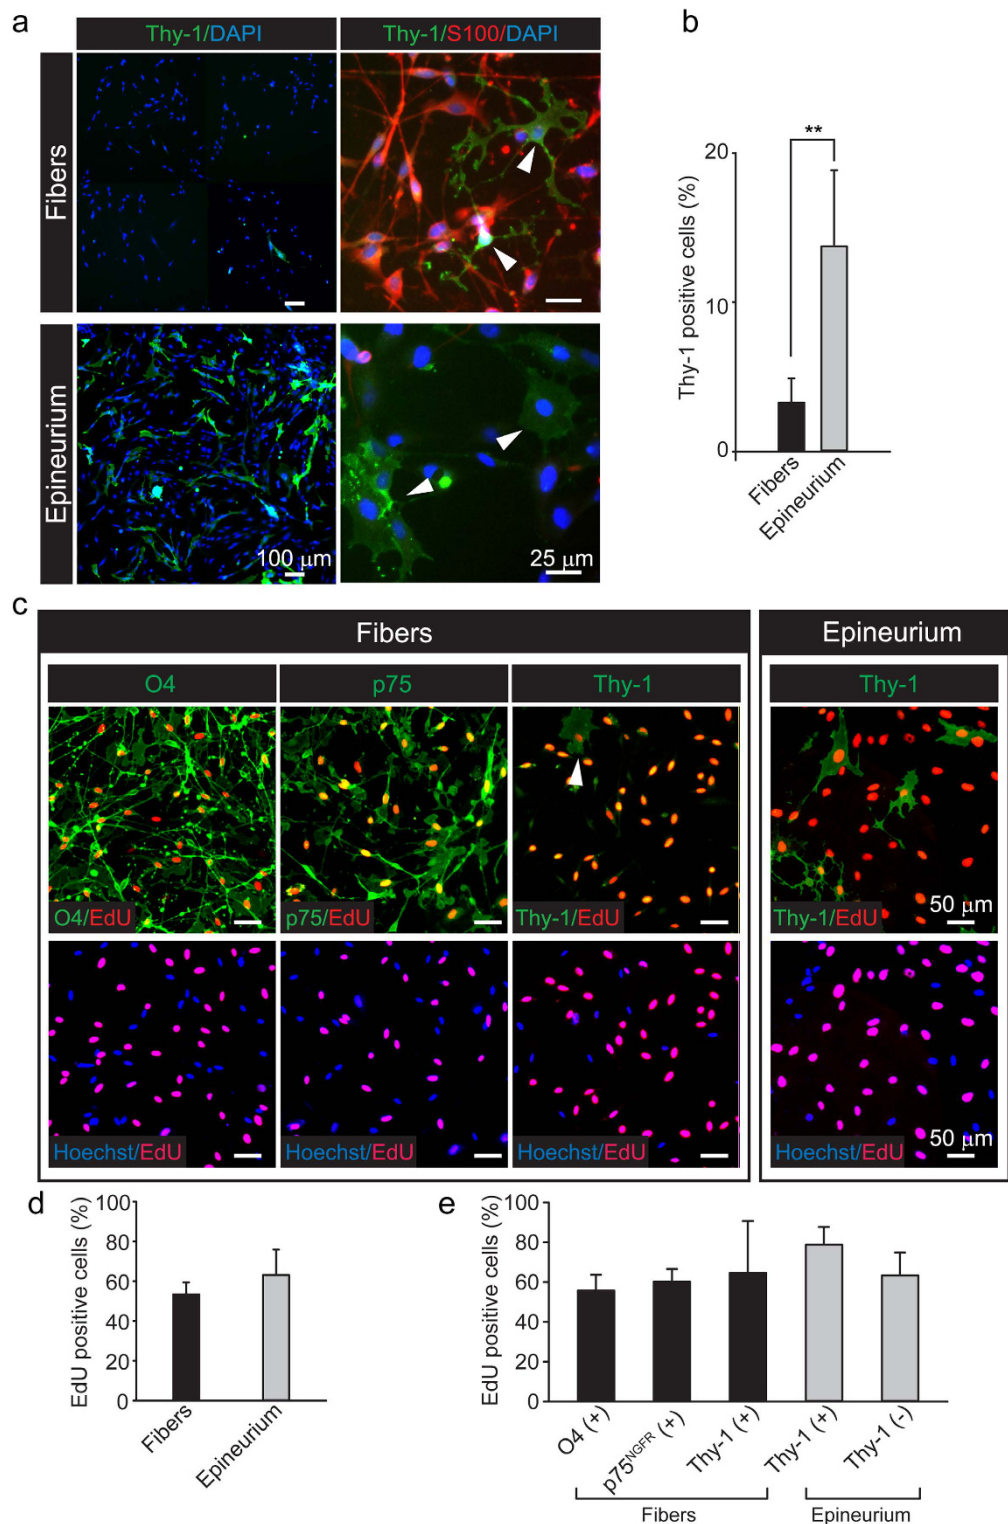 a
Thy-1/DAPI
Thy-1/S100/DAPI
Fibers
Epineurium
100 μm
25 μm
b
**
Thy-1 positive cells (%)
20
10
0
Fibers
Epineurium
c
Fibers
Epineurium
O4
p75
Thy-1
Thy-1
O4/EdU
p75/EdU
Thy-1/EdU
Thy-1/EdU
50 μm
Hoechst/EdU
Hoechst/EdU
Hoechst/EdU
Hoechst/EdU
50 μm
d
EdU positive cells (%)
100
80
60
40
20
0
Fibers
Epineurium
e
EdU positive cells (%)
100
80
60
40
20
0
O4 (+)
p75NGFR (+)
Thy-1 (+)
Thy-1 (+)
Thy-1 (-)
Fibers
Epineurium